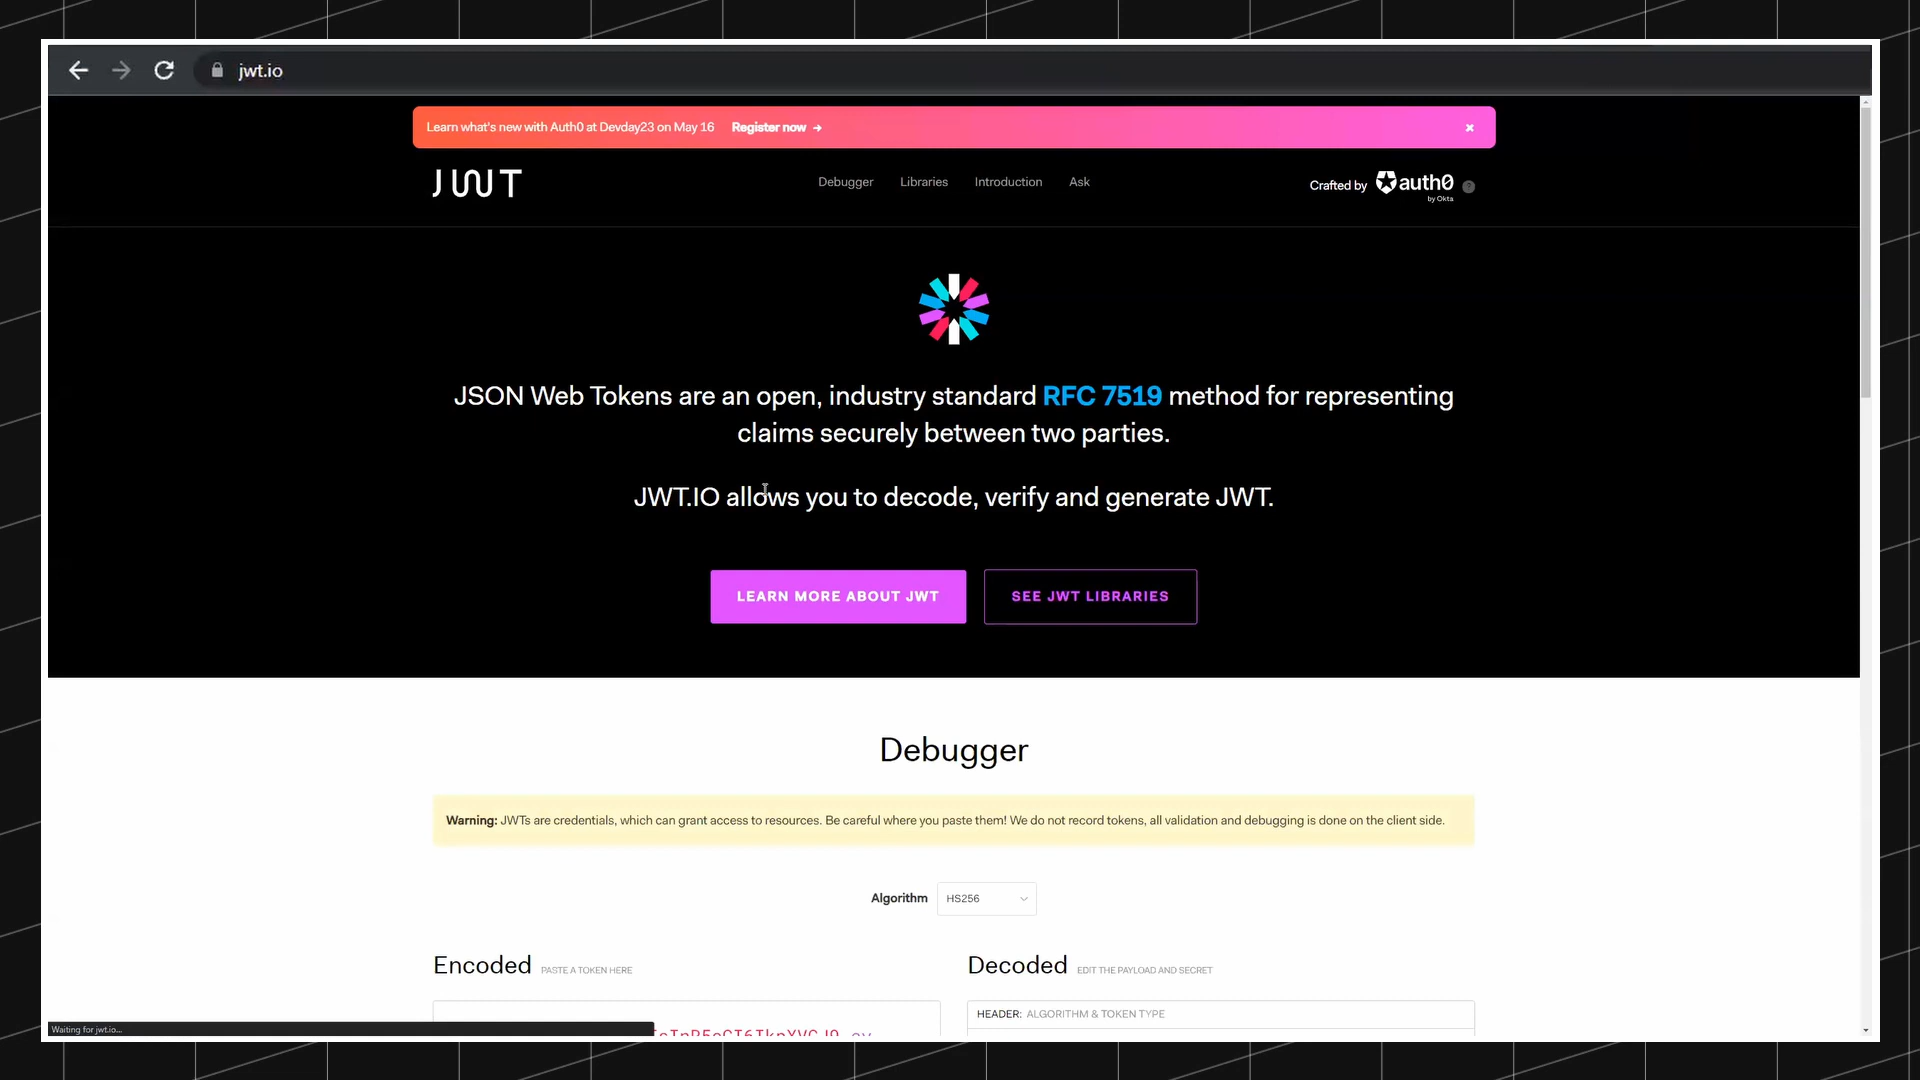 jwt.io
Learn what's new with Auth0 at Devday23 on May 16 Register now →
JWT
Debugger Libraries Introduction Ask
Crafted by auth0
by Okta
JSON Web Tokens are an open, industry standard RFC 7519 method for representing
claims securely between two parties.
JWT.IO allows you to decode, verify and generate JWT.
LEARN MORE ABOUT JWT
SEE JWT LIBRARIES
Debugger
Warning: JWTs are credentials, which can grant access to resources. Be careful where you paste them! We do not record tokens, all validation and debugging is done on the client side.
Algorithm HS256
Encoded PASTE A TOKEN HERE
Decoded EDIT THE PAYLOAD AND SECRET
HEADER: ALGORITHM & TOKEN TYPE
Waiting for jwt.io...